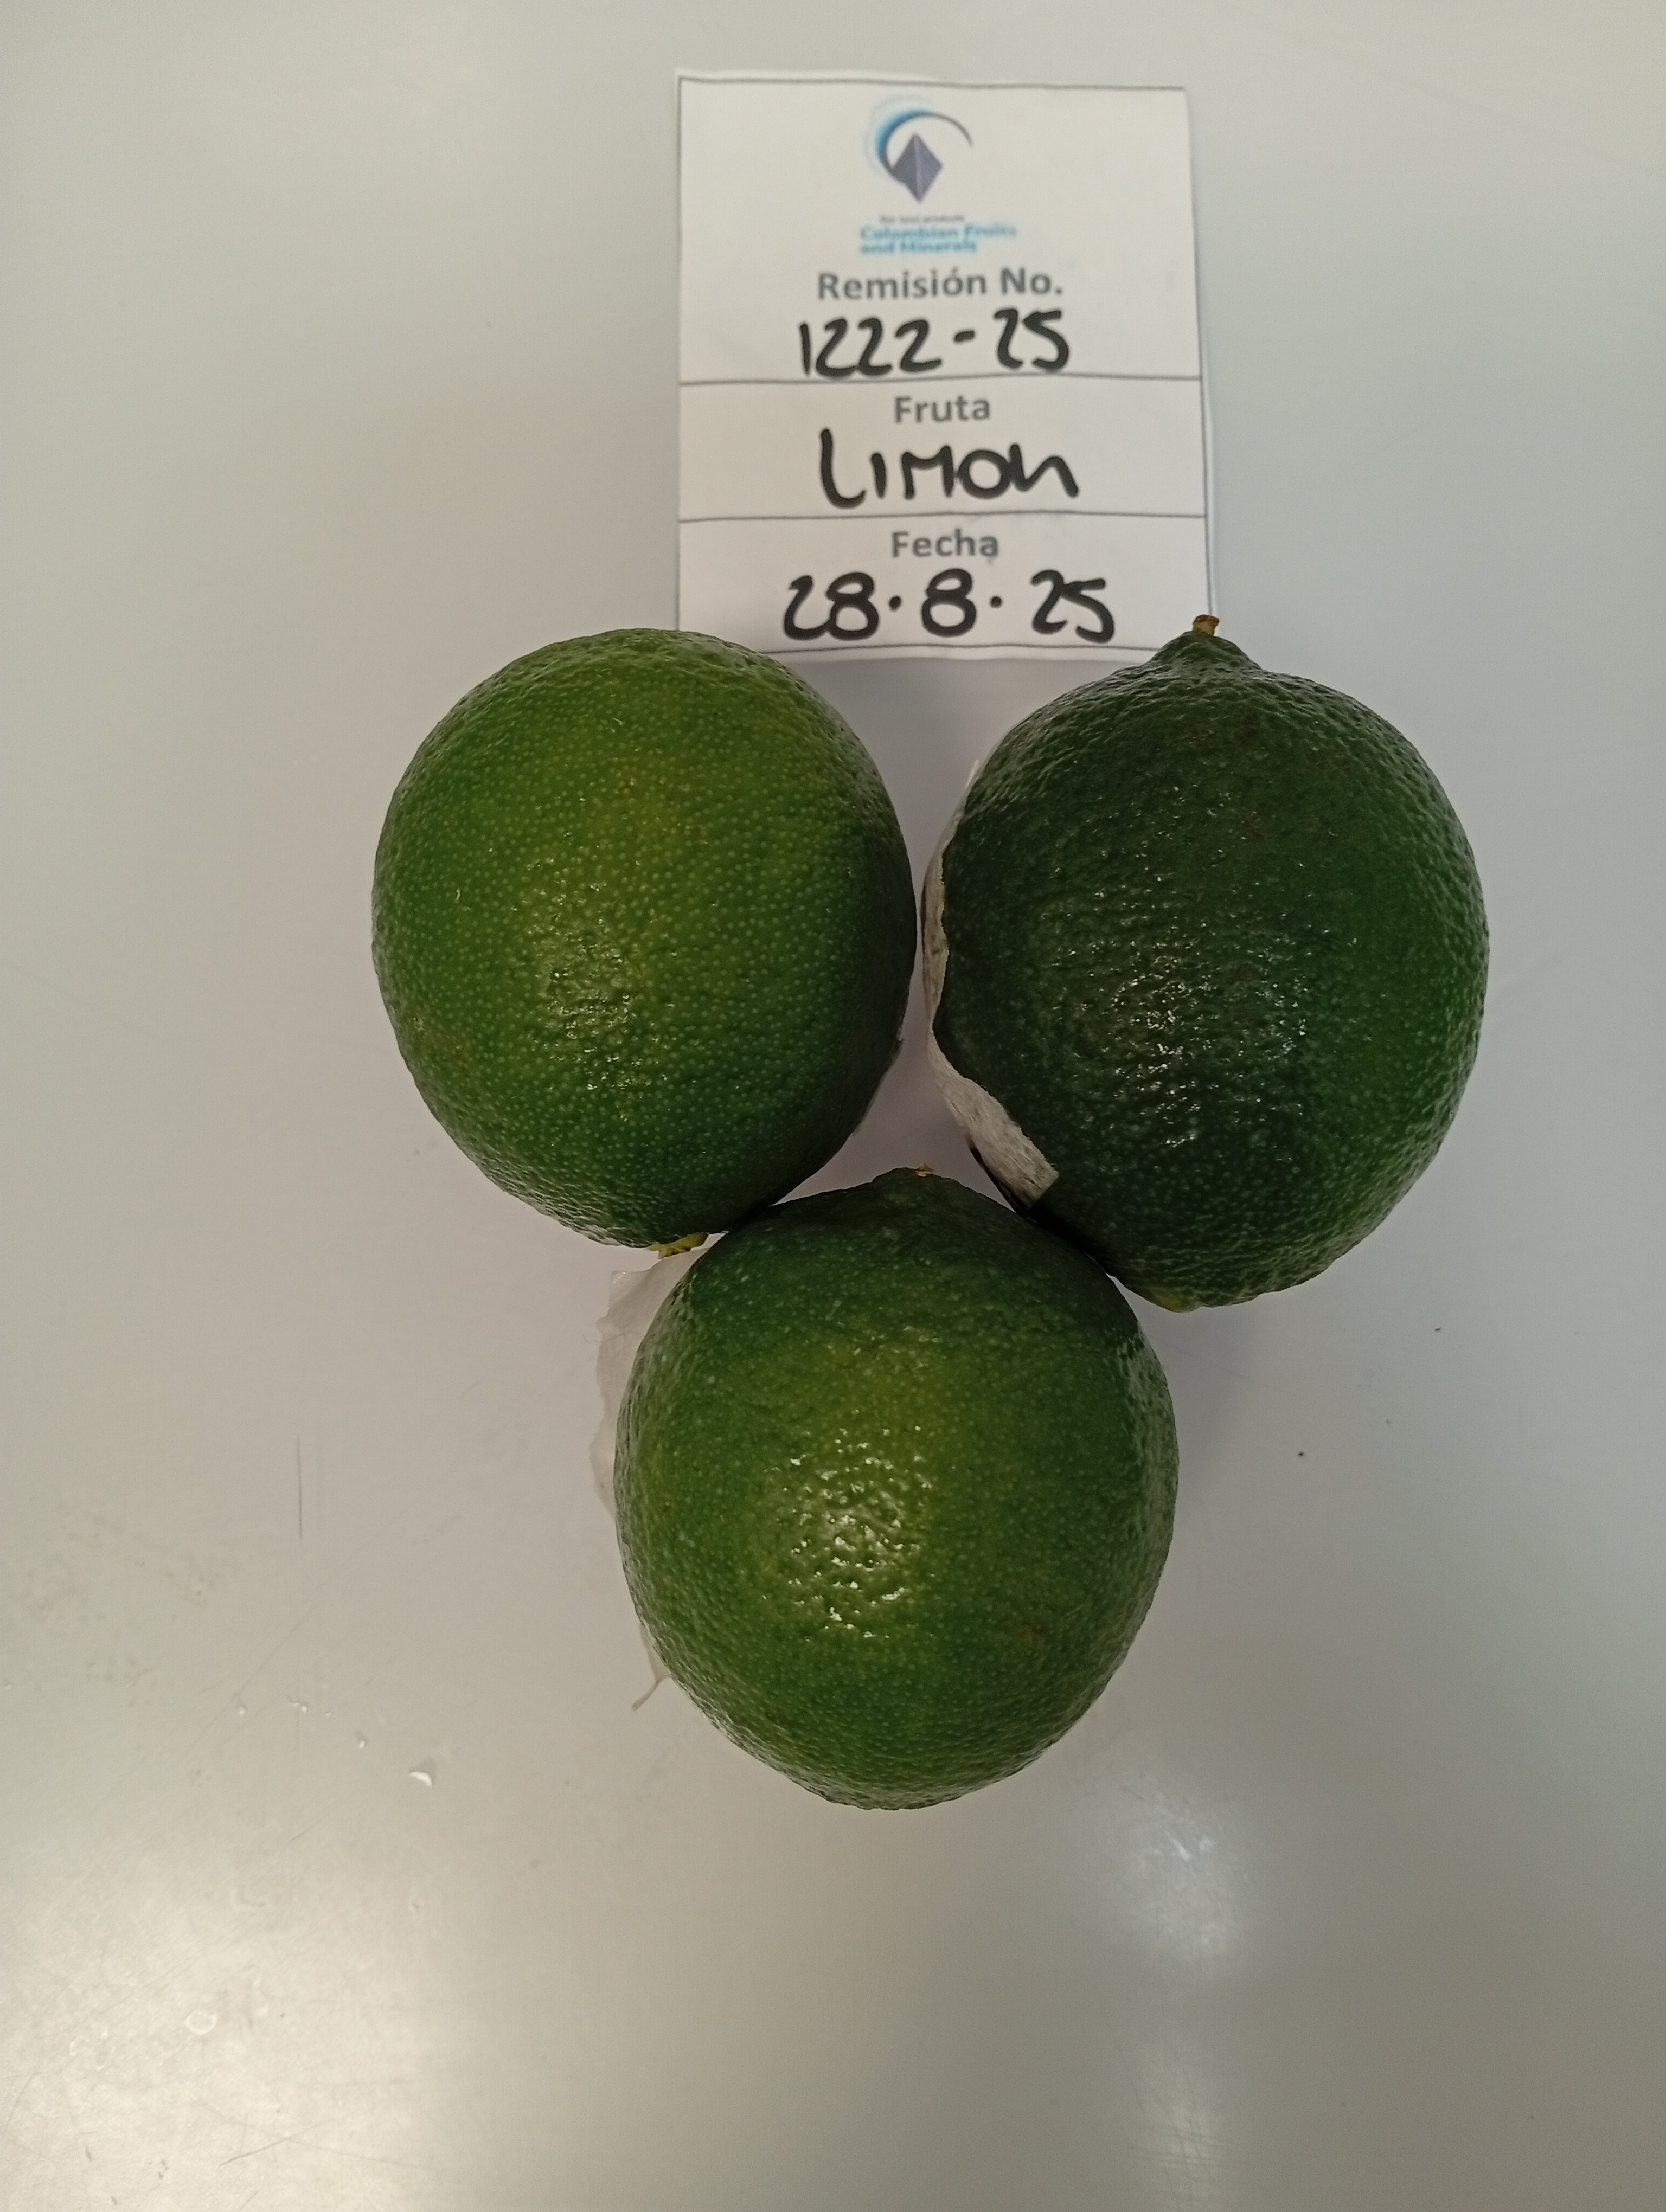 Colombian Fruits
and Minerals
Remisión No.
1222-25
Fruta
LIMON
Fecha
28·8·25